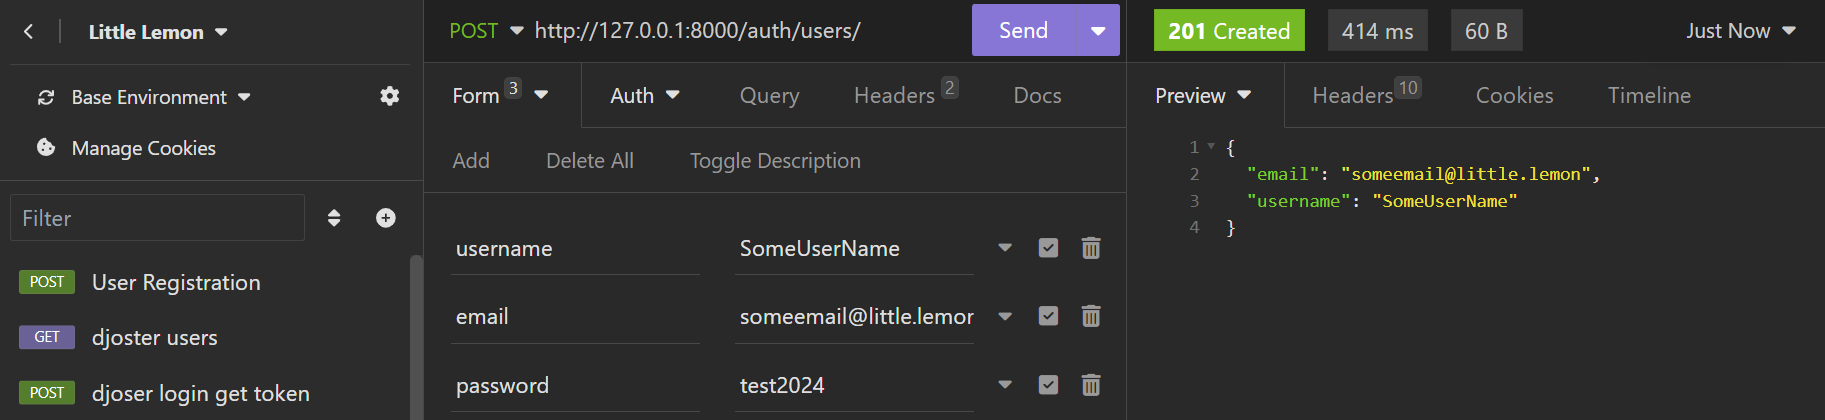 Little Lemon
Base Environment
Manage Cookies
Filter
POST User Registration
GET djoster users
POST djoser login get token
POST http://127.0.0.1:8000/auth/users/ Send
Form 3 Auth Query Headers 2 Docs
Add Delete All Toggle Description
username SomeUserName
email someemail@little.lemor
password test2024
201 Created 414 ms 60 B Just Now
Preview Headers 10 Cookies Timeline
1 {
2 "email": "someemail@little.lemon",
3 "username": "SomeUserName"
4 }